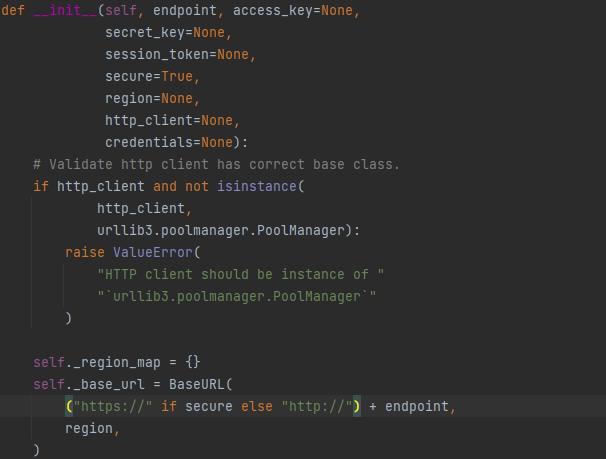 def __init__(self, endpoint, access_key=None,
             secret_key=None,
             session_token=None,
             secure=True,
             region=None,
             http_client=None,
             credentials=None):
    # Validate http client has correct base class.
    if http_client and not isinstance(
            http_client,
            urllib3.poolmanager.PoolManager):
        raise ValueError(
            "HTTP client should be instance of "
            "`urllib3.poolmanager.PoolManager`"
        )

    self._region_map = {}
    self._base_url = BaseURL(
        ("https://" if secure else "http://") + endpoint,
        region,
    )